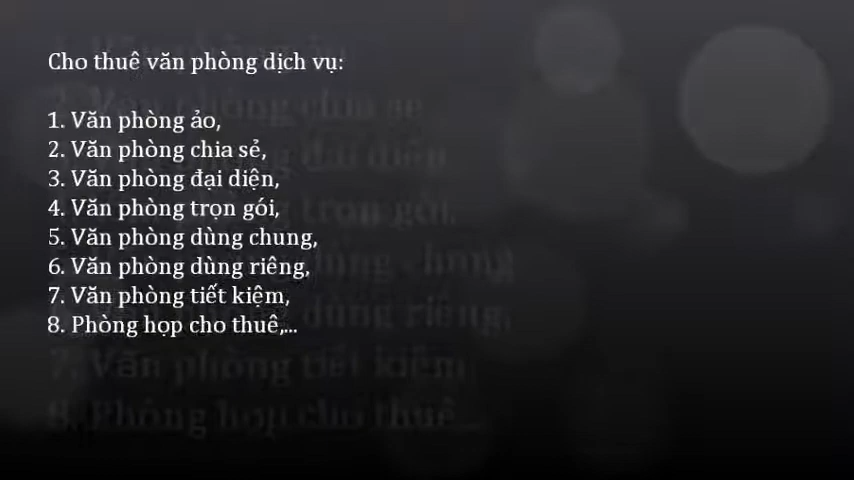 Cho thuê văn phòng dịch vụ:
1. Văn phòng ảo,
2. Văn phòng chia sẻ,
3. Văn phòng đại diện,
4. Văn phòng trọn gói,
5. Văn phòng dùng chung,
6. Văn phòng dùng riêng,
7. Văn phòng tiết kiệm,
8. Phòng họp cho thuê,...